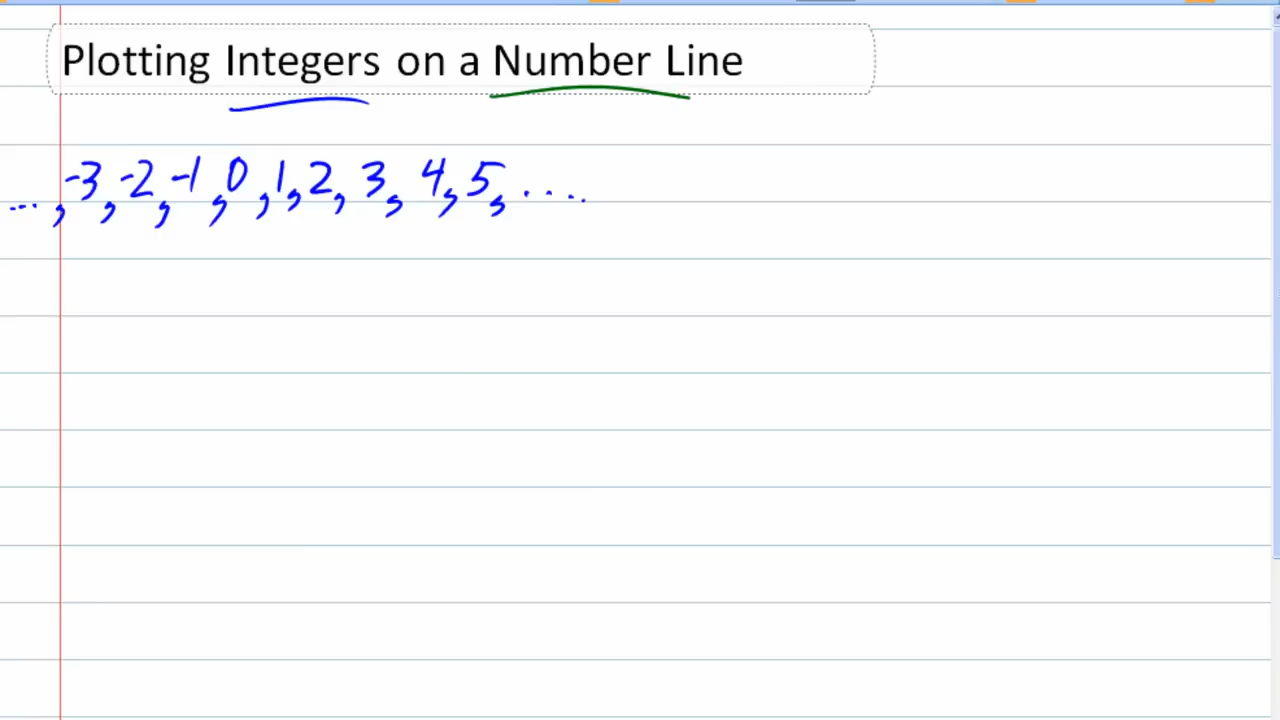 Plotting Integers on a Number Line
..., -3, -2, -1, 0, 1, 2, 3, 4, 5, ....